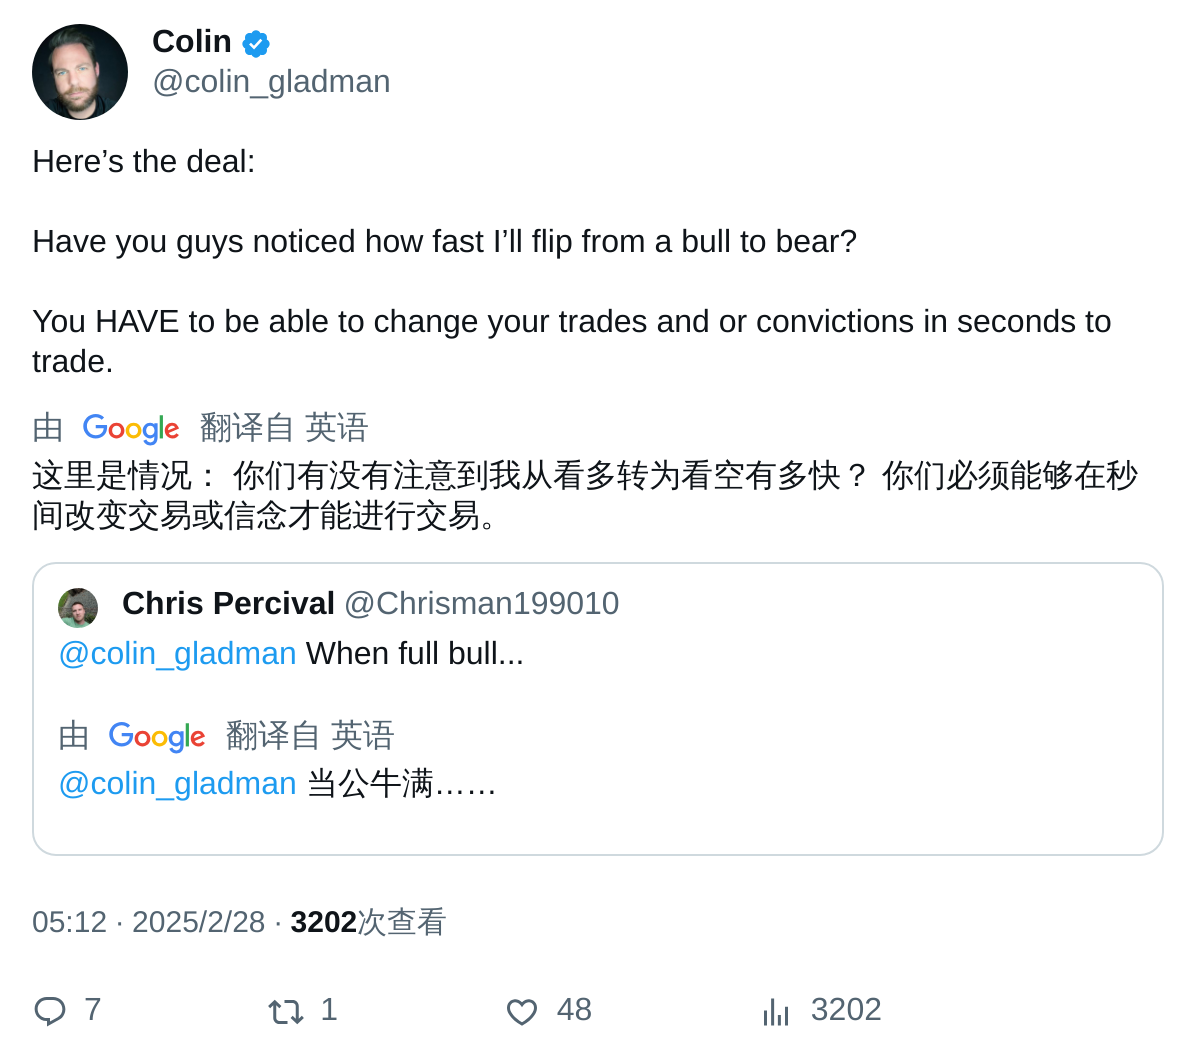 Colin
@colin_gladman
Here’s the deal:
Have you guys noticed how fast I’ll flip from a bull to bear?
You HAVE to be able to change your trades and or convictions in seconds to
trade.
由 Google 翻译自 英语
这里是情况： 你们有没有注意到我从看多转为看空有多快？ 你们必须能够在秒
间改变交易或信念才能进行交易。
Chris Percival @Chrisman199010
@colin_gladman When full bull...
由 Google 翻译自 英语
@colin_gladman 当公牛满……
05:12 · 2025/2/28 · 3202次查看
7 1 48 3202